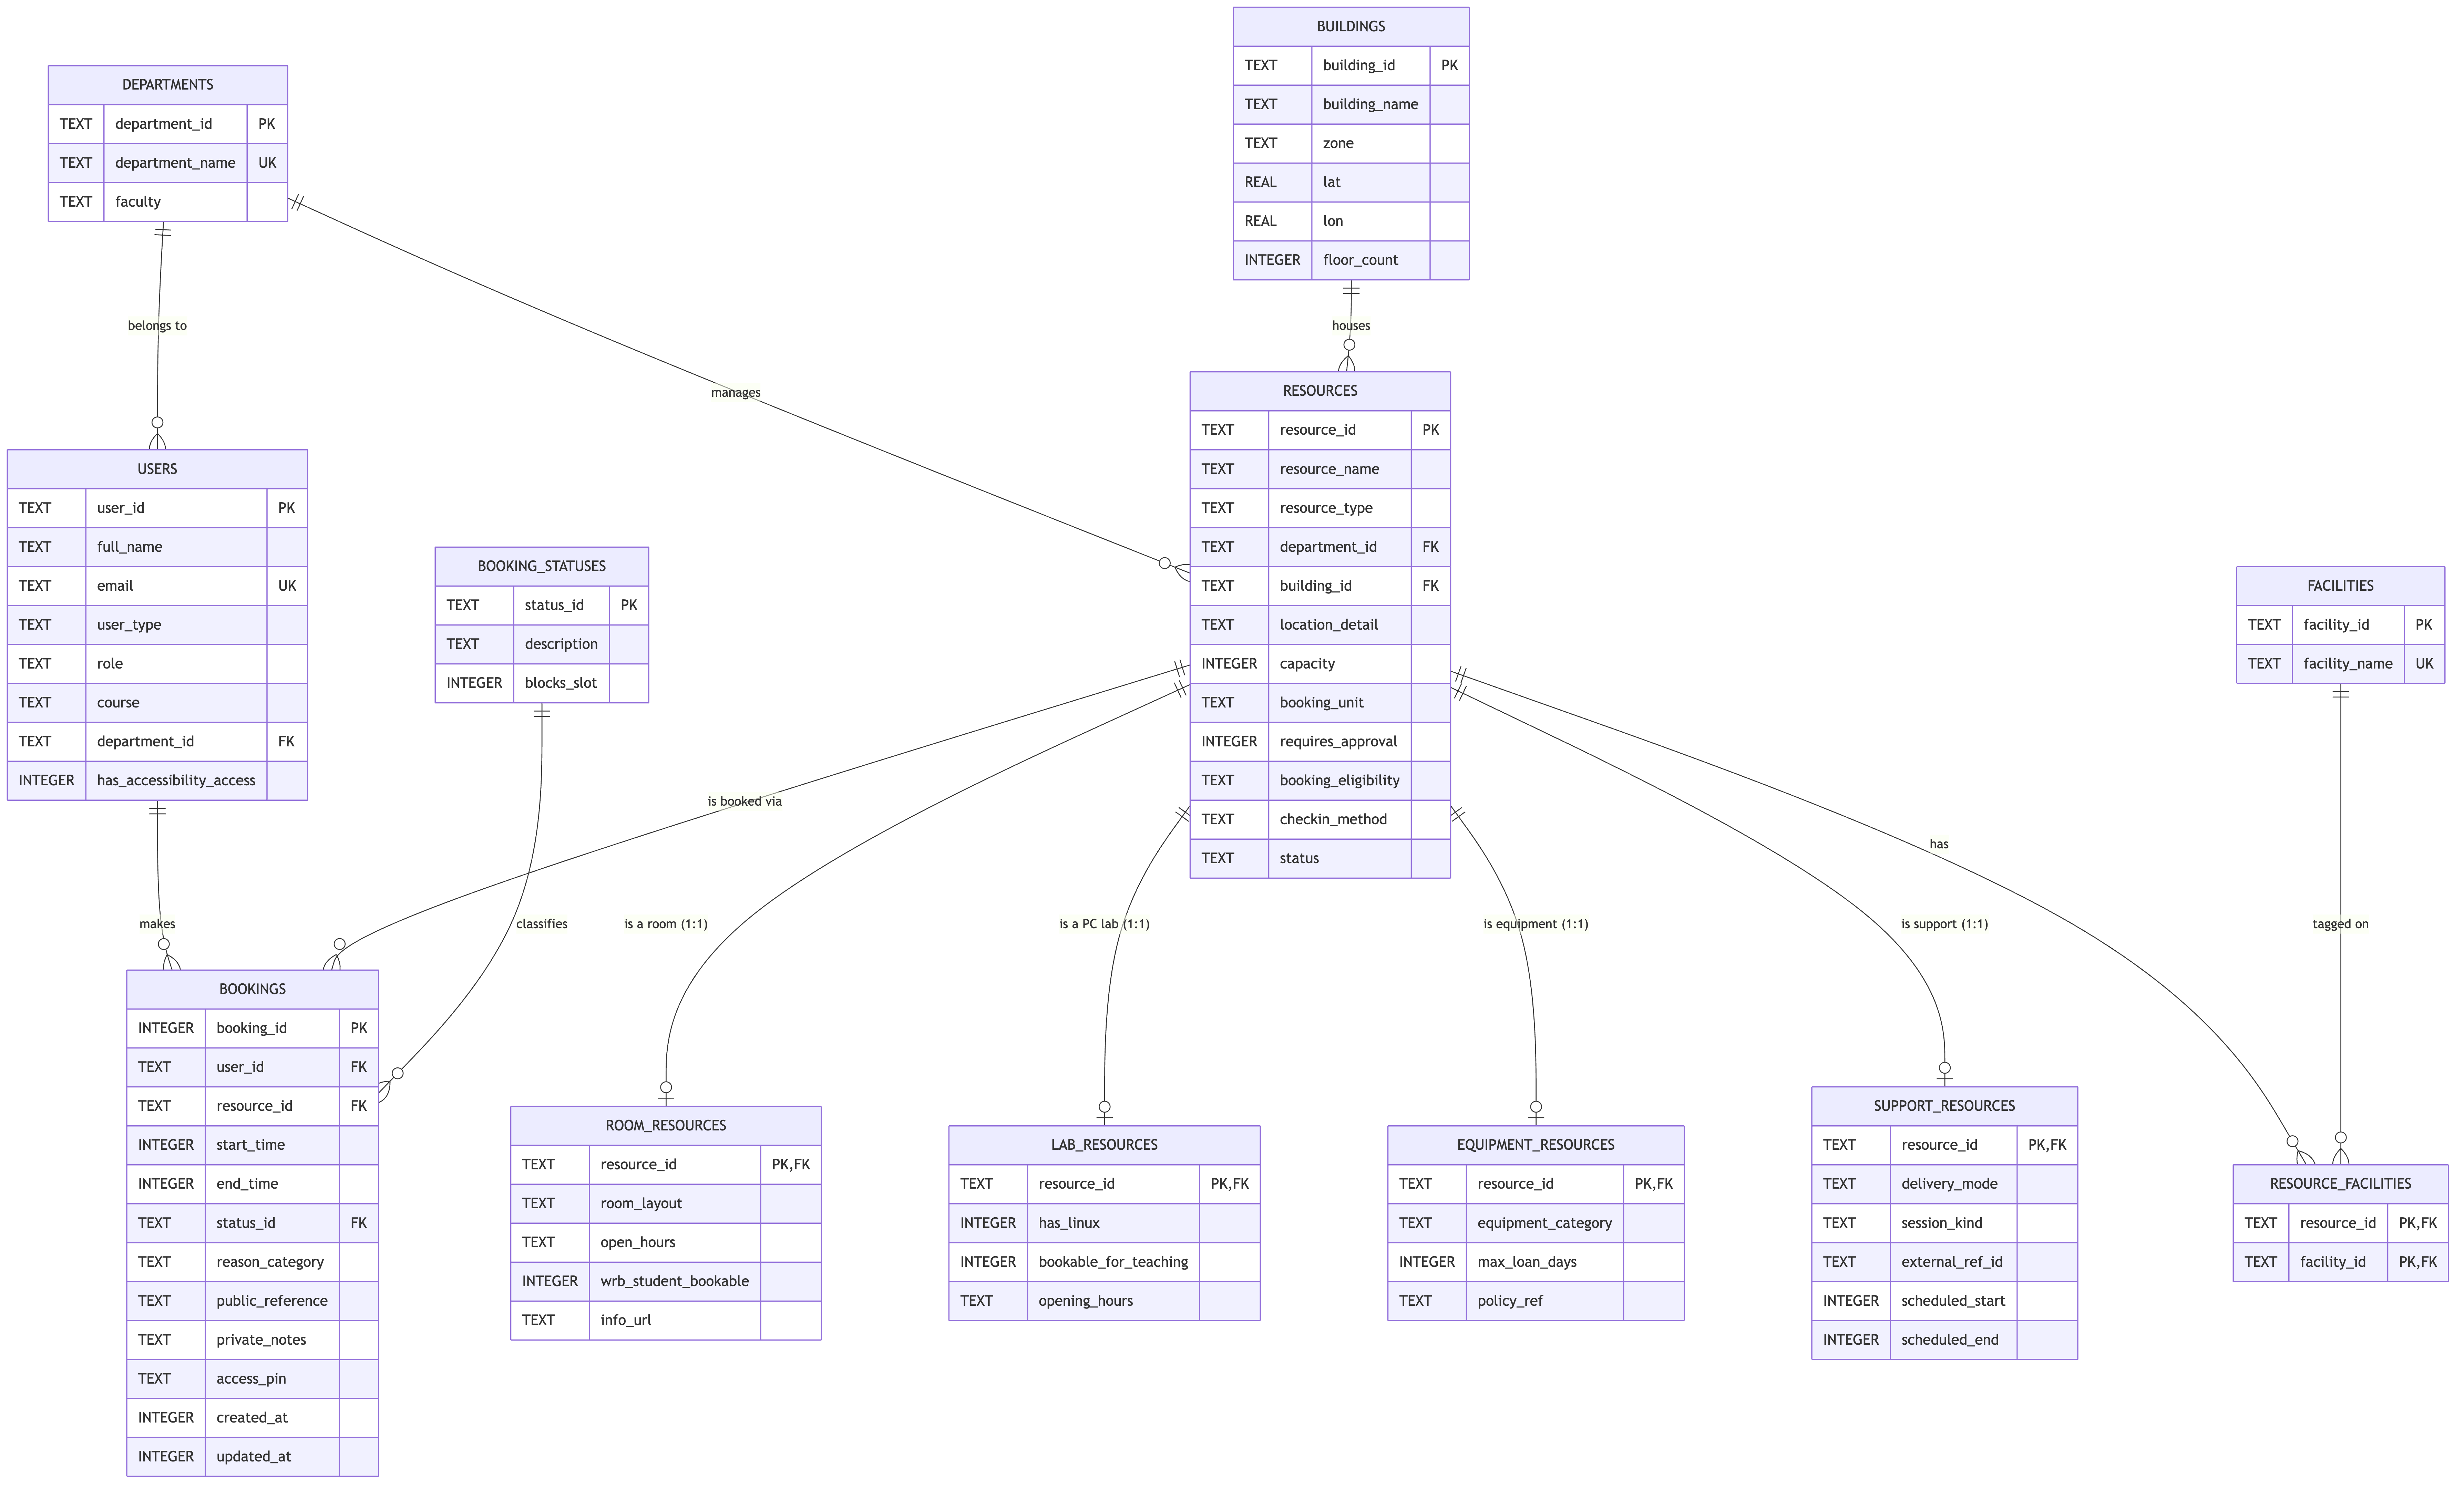 BUILDINGS
TEXT building_id PK
TEXT building_name
TEXT zone
REAL lat
REAL lon
INTEGER floor_count
DEPARTMENTS
TEXT department_id PK
TEXT department_name UK
TEXT faculty
belongs to
manages
houses
USERS
TEXT user_id PK
TEXT full_name
TEXT email UK
TEXT user_type
TEXT role
TEXT course
TEXT department_id FK
INTEGER has_accessibility_access
BOOKING_STATUSES
TEXT status_id PK
TEXT description
INTEGER blocks_slot
RESOURCES
TEXT resource_id PK
TEXT resource_name
TEXT resource_type
TEXT department_id FK
TEXT building_id FK
TEXT location_detail
INTEGER capacity
TEXT booking_unit
INTEGER requires_approval
TEXT booking_eligibility
TEXT checkin_method
TEXT status
FACILITIES
TEXT facility_id PK
TEXT facility_name UK
is booked via
has
makes
classifies
is a room (1:1)
is a PC lab (1:1)
is equipment (1:1)
is support (1:1)
tagged on
BOOKINGS
INTEGER booking_id PK
TEXT user_id FK
TEXT resource_id FK
INTEGER start_time
INTEGER end_time
TEXT status_id FK
TEXT reason_category
TEXT public_reference
TEXT private_notes
TEXT access_pin
INTEGER created_at
INTEGER updated_at
ROOM_RESOURCES
TEXT resource_id PK,FK
TEXT room_layout
TEXT open_hours
INTEGER wrb_student_bookable
TEXT info_url
LAB_RESOURCES
TEXT resource_id PK,FK
INTEGER has_linux
INTEGER bookable_for_teaching
TEXT opening_hours
EQUIPMENT_RESOURCES
TEXT resource_id PK,FK
TEXT equipment_category
INTEGER max_loan_days
TEXT policy_ref
SUPPORT_RESOURCES
TEXT resource_id PK,FK
TEXT delivery_mode
TEXT session_kind
TEXT external_ref_id
INTEGER scheduled_start
INTEGER scheduled_end
RESOURCE_FACILITIES
TEXT resource_id PK,FK
TEXT facility_id PK,FK